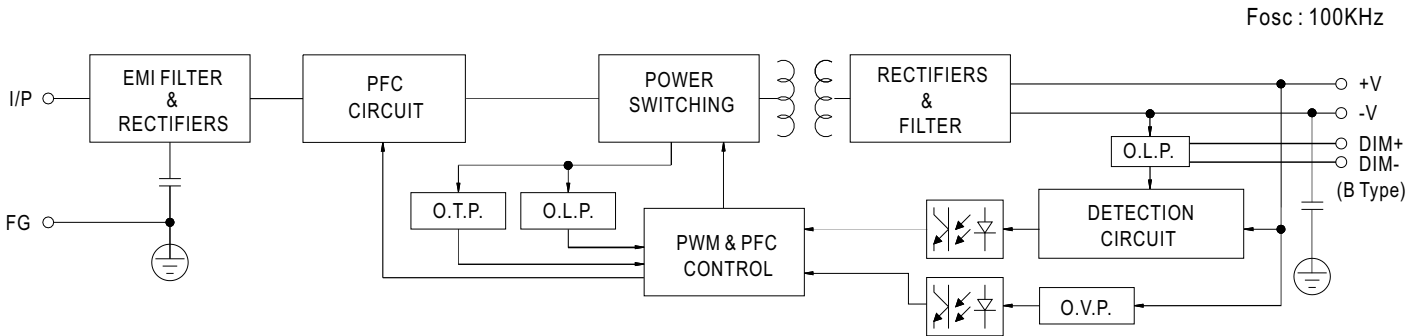 Fosc : 100KHz
I/P
EMI FILTER
&
RECTIFIERS
PFC
CIRCUIT
POWER
SWITCHING
RECTIFIERS
&
FILTER
+V
-V
DIM+
DIM-
(B Type)
O.L.P.
FG
O.T.P.
O.L.P.
PWM & PFC
CONTROL
DETECTION
CIRCUIT
O.V.P.